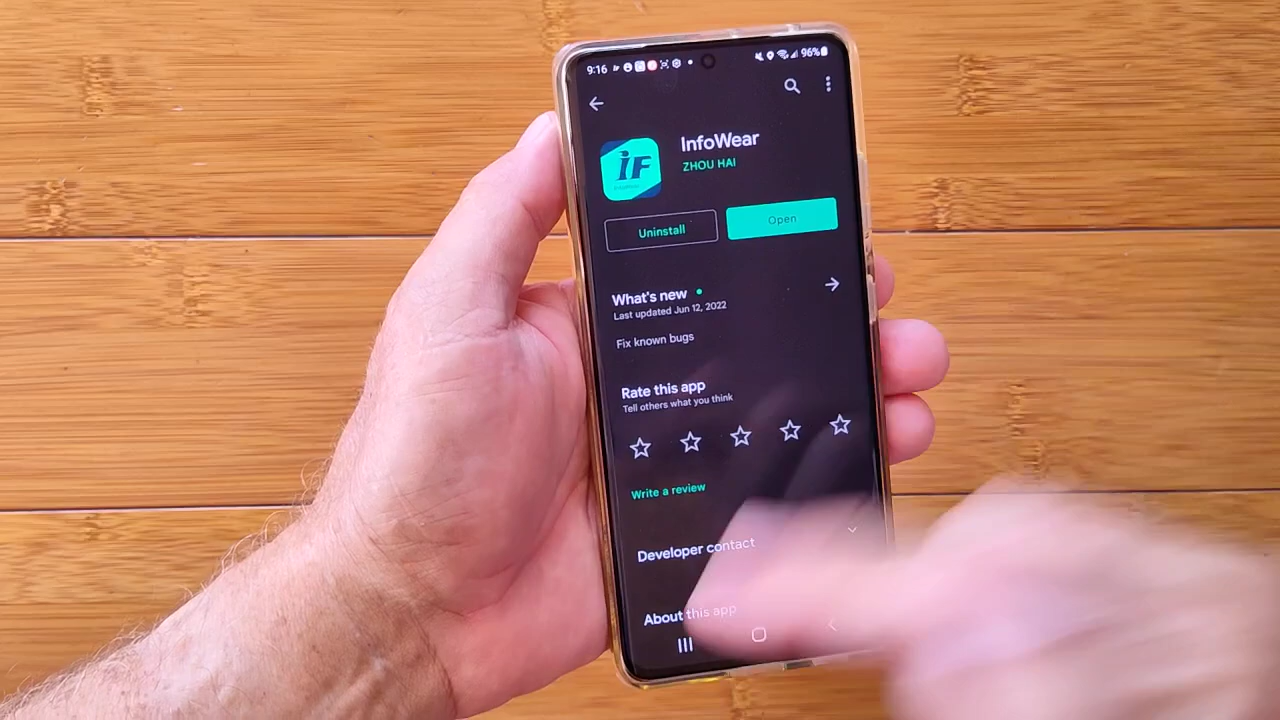 9:16
96%
InfoWear
iF
ZHOU HAI
Uninstall
Open
What's new
Last updated Jun 12, 2022
Fix known bugs
Rate this app
Tell others what you think
Write a review
Developer contact
About this app